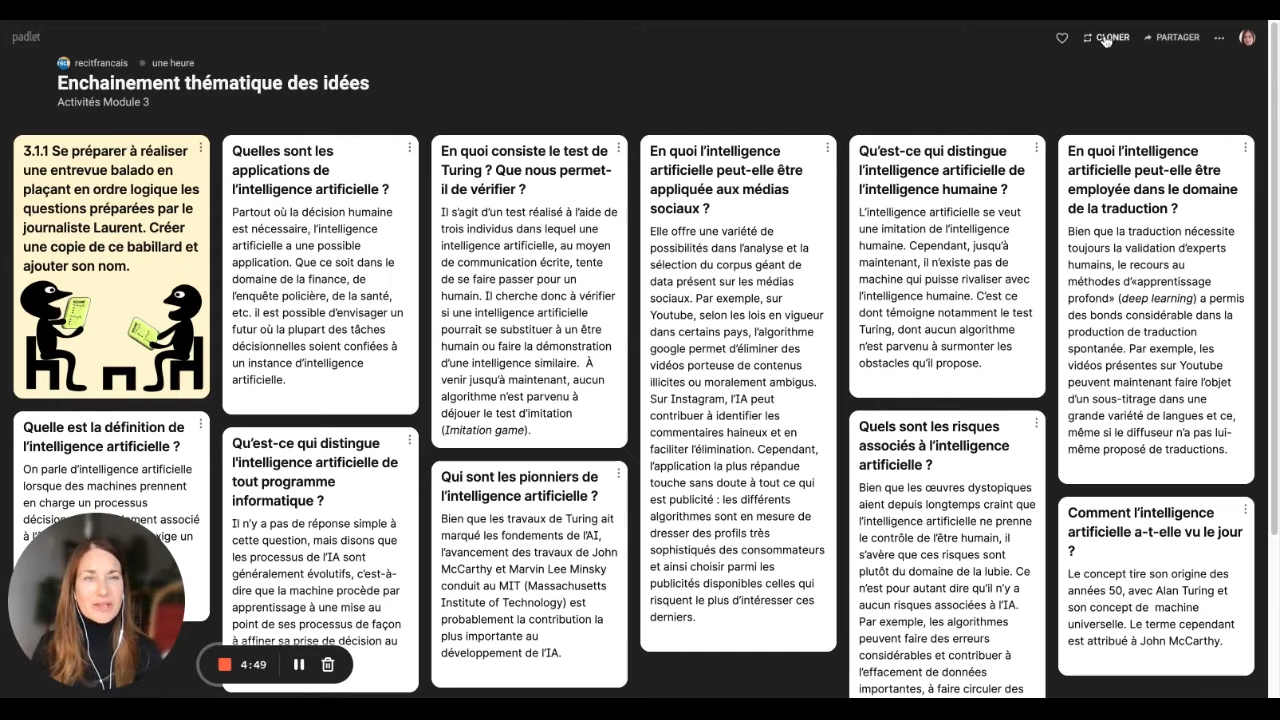 padlet
CLONER
PARTAGER
recitfrancais
une heure
Enchainement thématique des idées
Activités Module 3
3.1.1 Se préparer à réaliser
une entrevue balado en
plaçant en ordre logique les
questions préparées par le
journaliste Laurent. Créer
une copie de ce babillard et
ajouter son nom.
Quelle est la définition de
l'intelligence artificielle ?
On parle d'intelligence artificielle
lorsque des machines prennent
en charge un processus
Quelles sont les
applications de
l'intelligence artificielle ?
Partout où la décision humaine
est nécessaire, l'intelligence
artificielle a une possible
application. Que ce soit dans le
domaine de la finance, de
l'enquête policière, de la santé,
etc. il est possible d'envisager un
futur où la plupart des tâches
décisionnelles soient confiées à
un instance d'intelligence
artificielle.
Qu'est-ce qui distingue
l'intelligence artificielle de
tout programme
informatique ?
Il n'y a pas de réponse simple à
cette question, mais disons que
les processus de l'IA sont
généralement évolutifs, c'est-à-
dire que la machine procède par
apprentissage à une mise au
point de ses processus de façon
à affiner sa prise de décision au
4:49
En quoi consiste le test de
Turing ? Que nous permet-
il de vérifier ?
Il s'agit d'un test réalisé à l'aide de
trois individus dans lequel une
intelligence artificielle, au moyen
de communication écrite, tente
de se faire passer pour un
humain. Il cherche donc à vérifier
si une intelligence artificielle
pourrait se substituer à un être
humain ou faire la démonstration
d'une intelligence similaire. À
venir jusqu'à maintenant, aucun
algorithme n'est parvenu à
déjouer le test d'imitation
(Imitation game).
Qui sont les pionniers de
l'intelligence artificielle ?
Bien que les travaux de Turing ait
marqué les fondements de l'AI,
l'avancement des travaux de John
McCarthy et Marvin Lee Minsky
conduit au MIT (Massachusetts
Institute of Technology) est
probablement la contribution la
plus importante au
développement de l'IA.
En quoi l'intelligence
artificielle peut-elle être
appliquée aux médias
sociaux ?
Elle offre une variété de
possibilités dans l'analyse et la
sélection du corpus géant de
data présent sur les médias
sociaux. Par exemple, sur
Youtube, selon les lois en vigueur
dans certains pays, l'algorithme
google permet d'éliminer des
vidéos porteuse de contenus
illicites ou moralement ambigus.
Sur Instagram, l'IA peut
contribuer à identifier les
commentaires haineux et en
faciliter l'élimination. Cependant,
l'application la plus répandue
touche sans doute à tout ce qui
est publicité : les différents
algorithmes sont en mesure de
dresser des profils très
sophistiqués des consommateurs
et ainsi choisir parmi les
publicités disponibles celles qui
risquent le plus d'intéresser ces
derniers.
Qu'est-ce qui distingue
l'intelligence artificielle de
l'intelligence humaine ?
L'intelligence artificielle se veut
une imitation de l'intelligence
humaine. Cependant, jusqu'à
maintenant, il n'existe pas de
machine qui puisse rivaliser avec
l'intelligence humaine. C'est ce
dont témoigne notamment le test
Turing, dont aucun algorithme
n'est parvenu à surmonter les
obstacles qu'il propose.
Quels sont les risques
associés à l'intelligence
artificielle ?
Bien que les œuvres dystopiques
aient depuis longtemps craint que
l'intelligence artificielle ne prenne
le contrôle de l'être humain, il
s'avère que ces risques sont
plutôt du domaine de la lubie. Ce
n'est pour autant dire qu'il n'y a
aucun risques associées à l'IA.
Par exemple, les algorithmes
peuvent faire des erreurs
considérables et contribuer à
l'effacement de données
importantes, à faire circuler des
En quoi l'intelligence
artificielle peut-elle être
employée dans le domaine
de la traduction ?
Bien que la traduction nécessite
toujours la validation d'experts
humains, le recours au
méthodes d'«apprentissage
profond» (deep learning) a permis
des bonds considérable dans la
production de traduction
spontanée. Par exemple, les
vidéos présentes sur Youtube
peuvent maintenant faire l'objet
d'un sous-titrage dans une
grande variété de langues et ce,
même si le diffuseur n'a pas lui-
même proposé de traductions.
Comment l'intelligence
artificielle a-t-elle vu le jour
?
Le concept tire son origine des
années 50, avec Alan Turing et
son concept de machine
universelle. Le terme cependant
est attribué à John McCarthy.